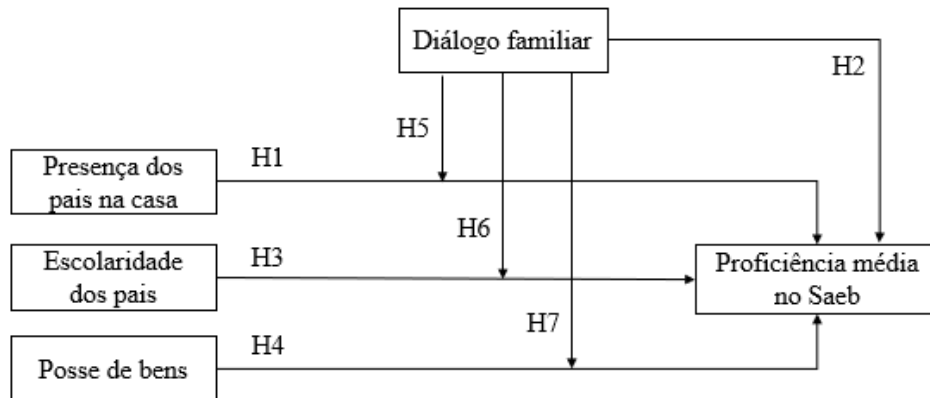 Diálogo familiar
H2
H5
Presença dos
pais na casa
H1
H6
Escolaridade
dos pais
H3
Proficiência média
no Saeb
H7
Posse de bens
H4